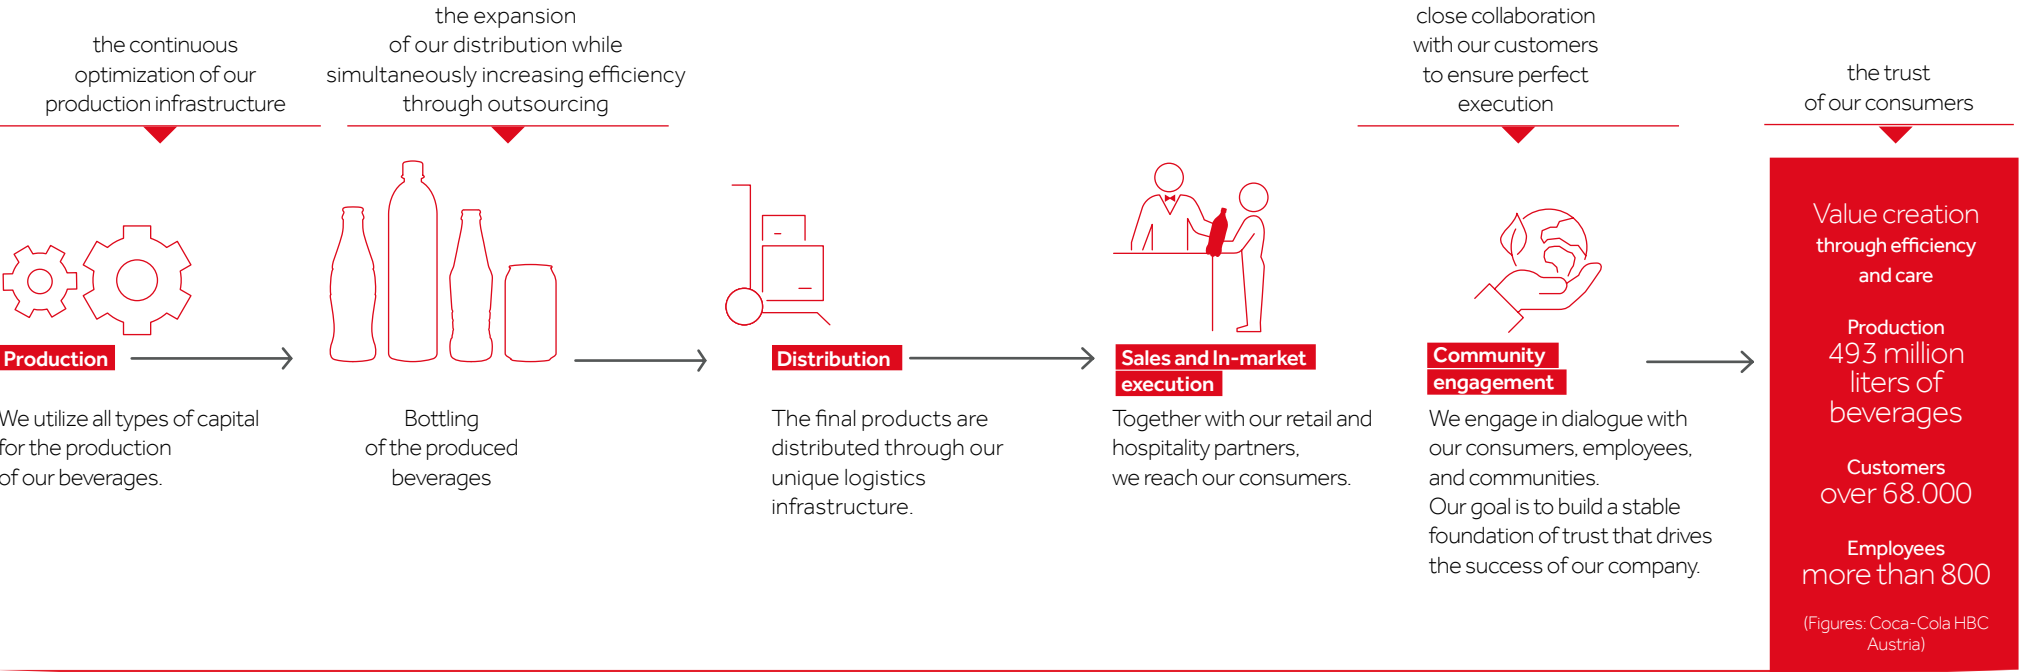 the continuous
optimization of our
production infrastructure
the expansion
of our distribution while
simultaneously increasing efficiency
through outsourcing
close collaboration
with our customers
to ensure perfect
execution
the trust
of our consumers
Production
We utilize all types of capital
for the production
of our beverages.
Bottling
of the produced
beverages
Distribution
The final products are
distributed through our
unique logistics
infrastructure.
Sales and In-market
execution
Together with our retail and
hospitality partners,
we reach our consumers.
Community
engagement
We engage in dialogue with
our consumers, employees,
and communities.
Our goal is to build a stable
foundation of trust that drives
the success of our company.
Value creation
through efficiency
and care
Production
493 million
liters of
beverages
Customers
over 68.000
Employees
more than 800
(Figures: Coca-Cola HBC
Austria)